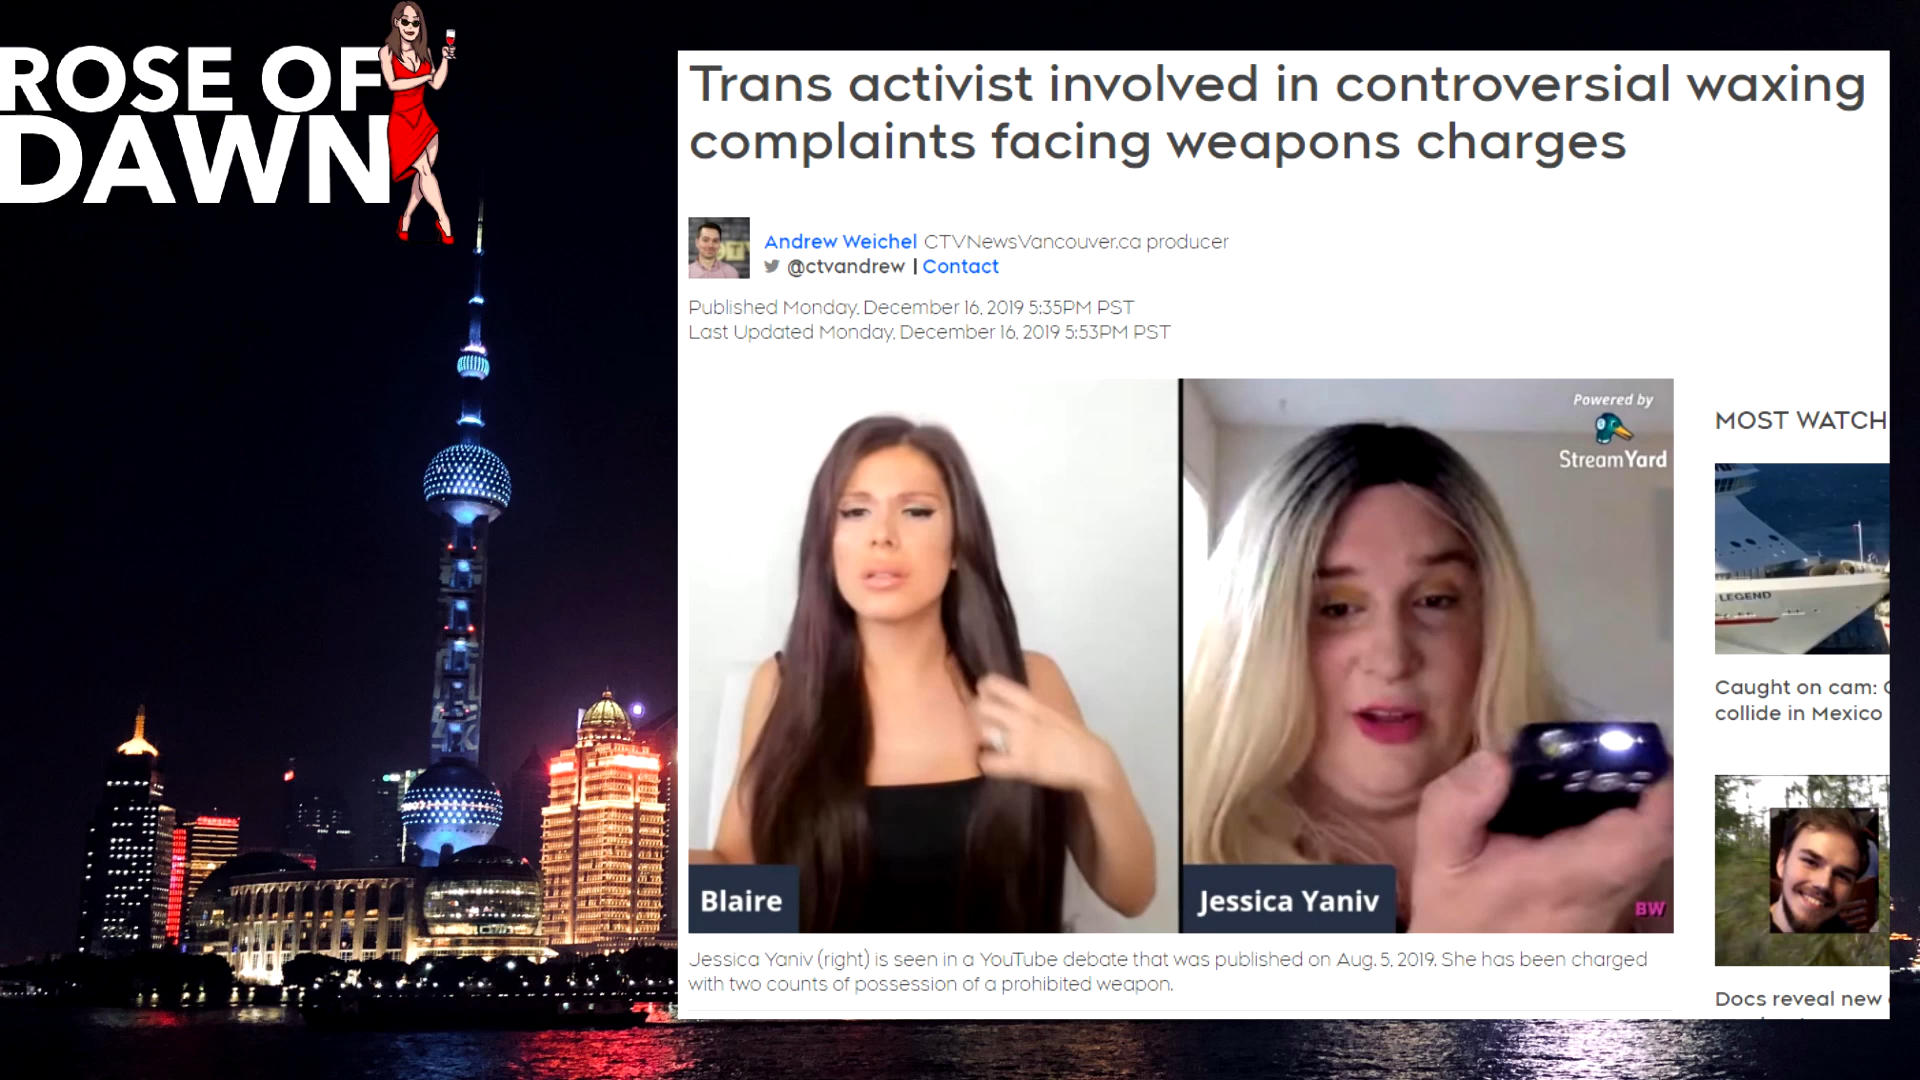 ROSE OF
DAWN
Trans activist involved in controversial waxing
complaints facing weapons charges
Andrew Weichel CTVNewsVancouver.ca producer
@ctvandrew | Contact
Published Monday, December 16, 2019 5:35PM PST
Last Updated Monday, December 16, 2019 5:53PM PST
Powered by
StreamYard
Blaire
Jessica Yaniv
BW
Jessica Yaniv (right) is seen in a YouTube debate that was published on Aug. 5, 2019. She has been charged
with two counts of possession of a prohibited weapon.
MOST WATCH
LEGEND
Caught on cam:
collide in Mexico
Docs reveal new